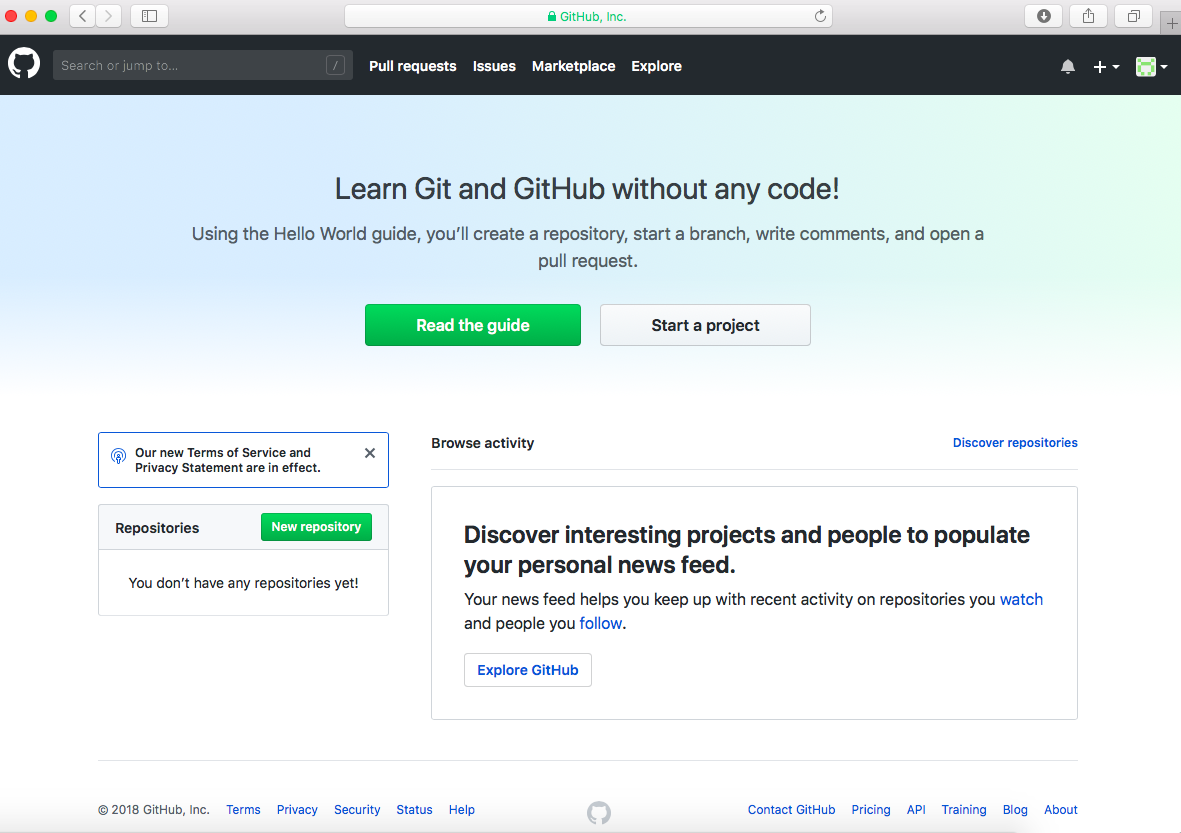 GitHub, Inc.
Search or jump to...
/
Pull requests
Issues
Marketplace
Explore
Learn Git and GitHub without any code!
Using the Hello World guide, you’ll create a repository, start a branch, write comments, and open a
pull request.
Read the guide
Start a project
Our new Terms of Service and
Privacy Statement are in effect.
Repositories
New repository
You don’t have any repositories yet!
Browse activity
Discover repositories
Discover interesting projects and people to populate
your personal news feed.
Your news feed helps you keep up with recent activity on repositories you watch
and people you follow.
Explore GitHub
© 2018 GitHub, Inc.
Terms
Privacy
Security
Status
Help
Contact GitHub
Pricing
API
Training
Blog
About